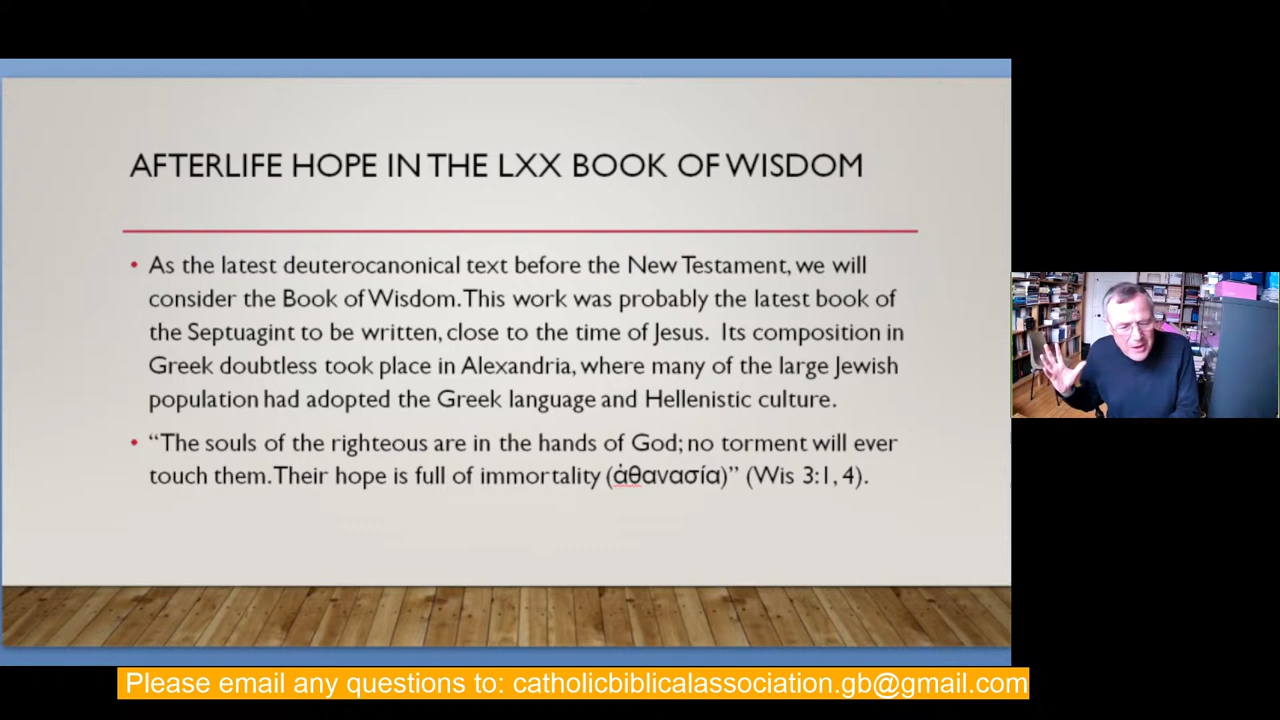 AFTERLIFE HOPE IN THE LXX BOOK OF WISDOM
• As the latest deuterocanonical text before the New Testament, we will
consider the Book of Wisdom. This work was probably the latest book of
the Septuagint to be written, close to the time of Jesus. Its composition in
Greek doubtless took place in Alexandria, where many of the large Jewish
population had adopted the Greek language and Hellenistic culture.
• “The souls of the righteous are in the hands of God; no torment will ever
touch them. Their hope is full of immortality (ἀθανασία)” (Wis 3:1, 4).
Please email any questions to: catholicbiblicalassociation.gb@gmail.com